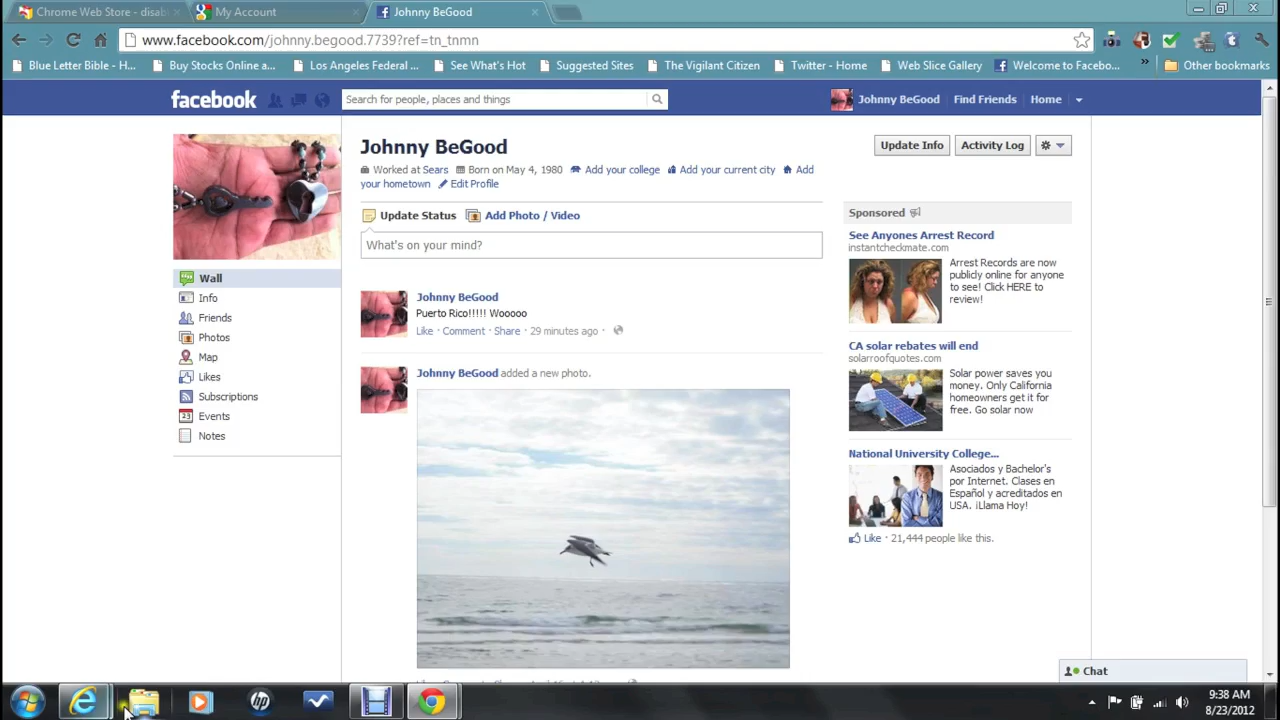 Chrome Web Store - disab
My Account
Johnny BeGood
www.facebook.com/johnny.begood.7739?ref=tn_tnmn
Blue Letter Bible - H... Buy Stocks Online a... Los Angeles Federal ... See What's Hot Suggested Sites The Vigilant Citizen Twitter - Home Web Slice Gallery Welcome to Facebo... » Other bookmarks
facebook Search for people, places and things Johnny BeGood Find Friends Home
Johnny BeGood
Update Info Activity Log
Worked at Sears Born on May 4, 1980 Add your college Add your current city Add
your hometown Edit Profile
Update Status Add Photo / Video
What's on your mind?
Wall
Info
Friends
Photos
Map
Likes
Subscriptions
23 Events
Notes
Johnny BeGood
Puerto Rico!!!!! Wooooo
Like · Comment · Share · 29 minutes ago ·
Johnny BeGood added a new photo.
Sponsored
See Anyones Arrest Record
instantcheckmate.com
Arrest Records are now
publicly online for anyone
to see! Click HERE to
review!
CA solar rebates will end
solarroofquotes.com
Solar power saves you
money. Only California
homeowners get it for
free. Go solar now
National University College...
Asociados y Bachelor's
por Internet. Clases en
Español y acreditados en
USA. ¡Llama Hoy!
Like · 21,444 people like this.
Chat
hp
9:38 AM
8/23/2012